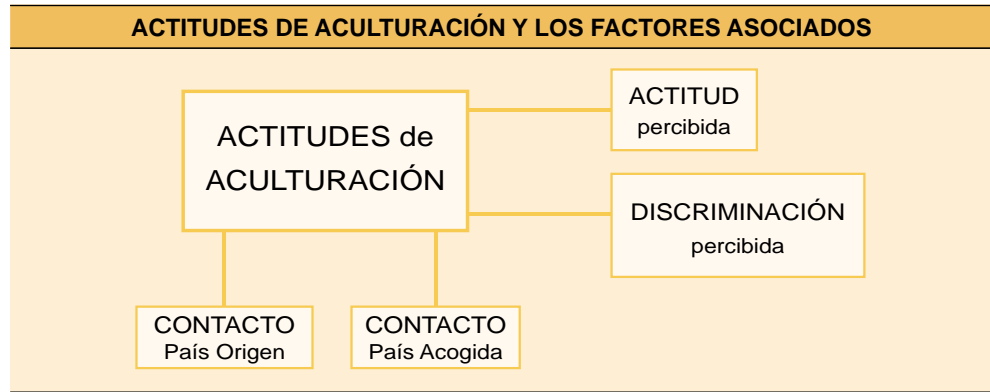 ACTITUDES DE ACULTURACIÓN Y LOS FACTORES ASOCIADOS
ACTITUDES de
ACULTURACIÓN
ACTITUD
percibida
DISCRIMINACIÓN
percibida
CONTACTO
País Origen
CONTACTO
País Acogida